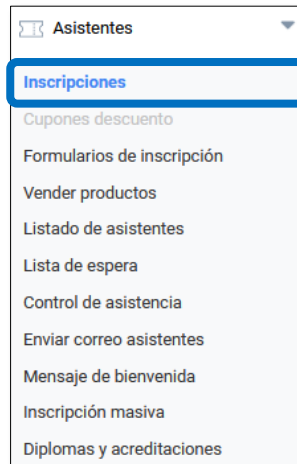 Asistentes
Inscripciones
Cupones descuento
Formularios de inscripción
Vender productos
Listado de asistentes
Lista de espera
Control de asistencia
Enviar correo asistentes
Mensaje de bienvenida
Inscripción masiva
Diplomas y acreditaciones